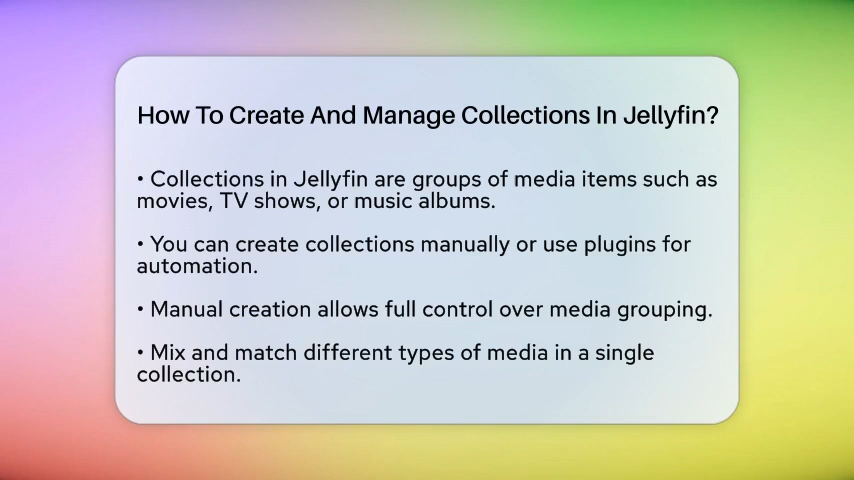 How To Create And Manage Collections In Jellyfin?
• Collections in Jellyfin are groups of media items such as
movies, TV shows, or music albums.
• You can create collections manually or use plugins for
automation.
• Manual creation allows full control over media grouping.
• Mix and match different types of media in a single
collection.